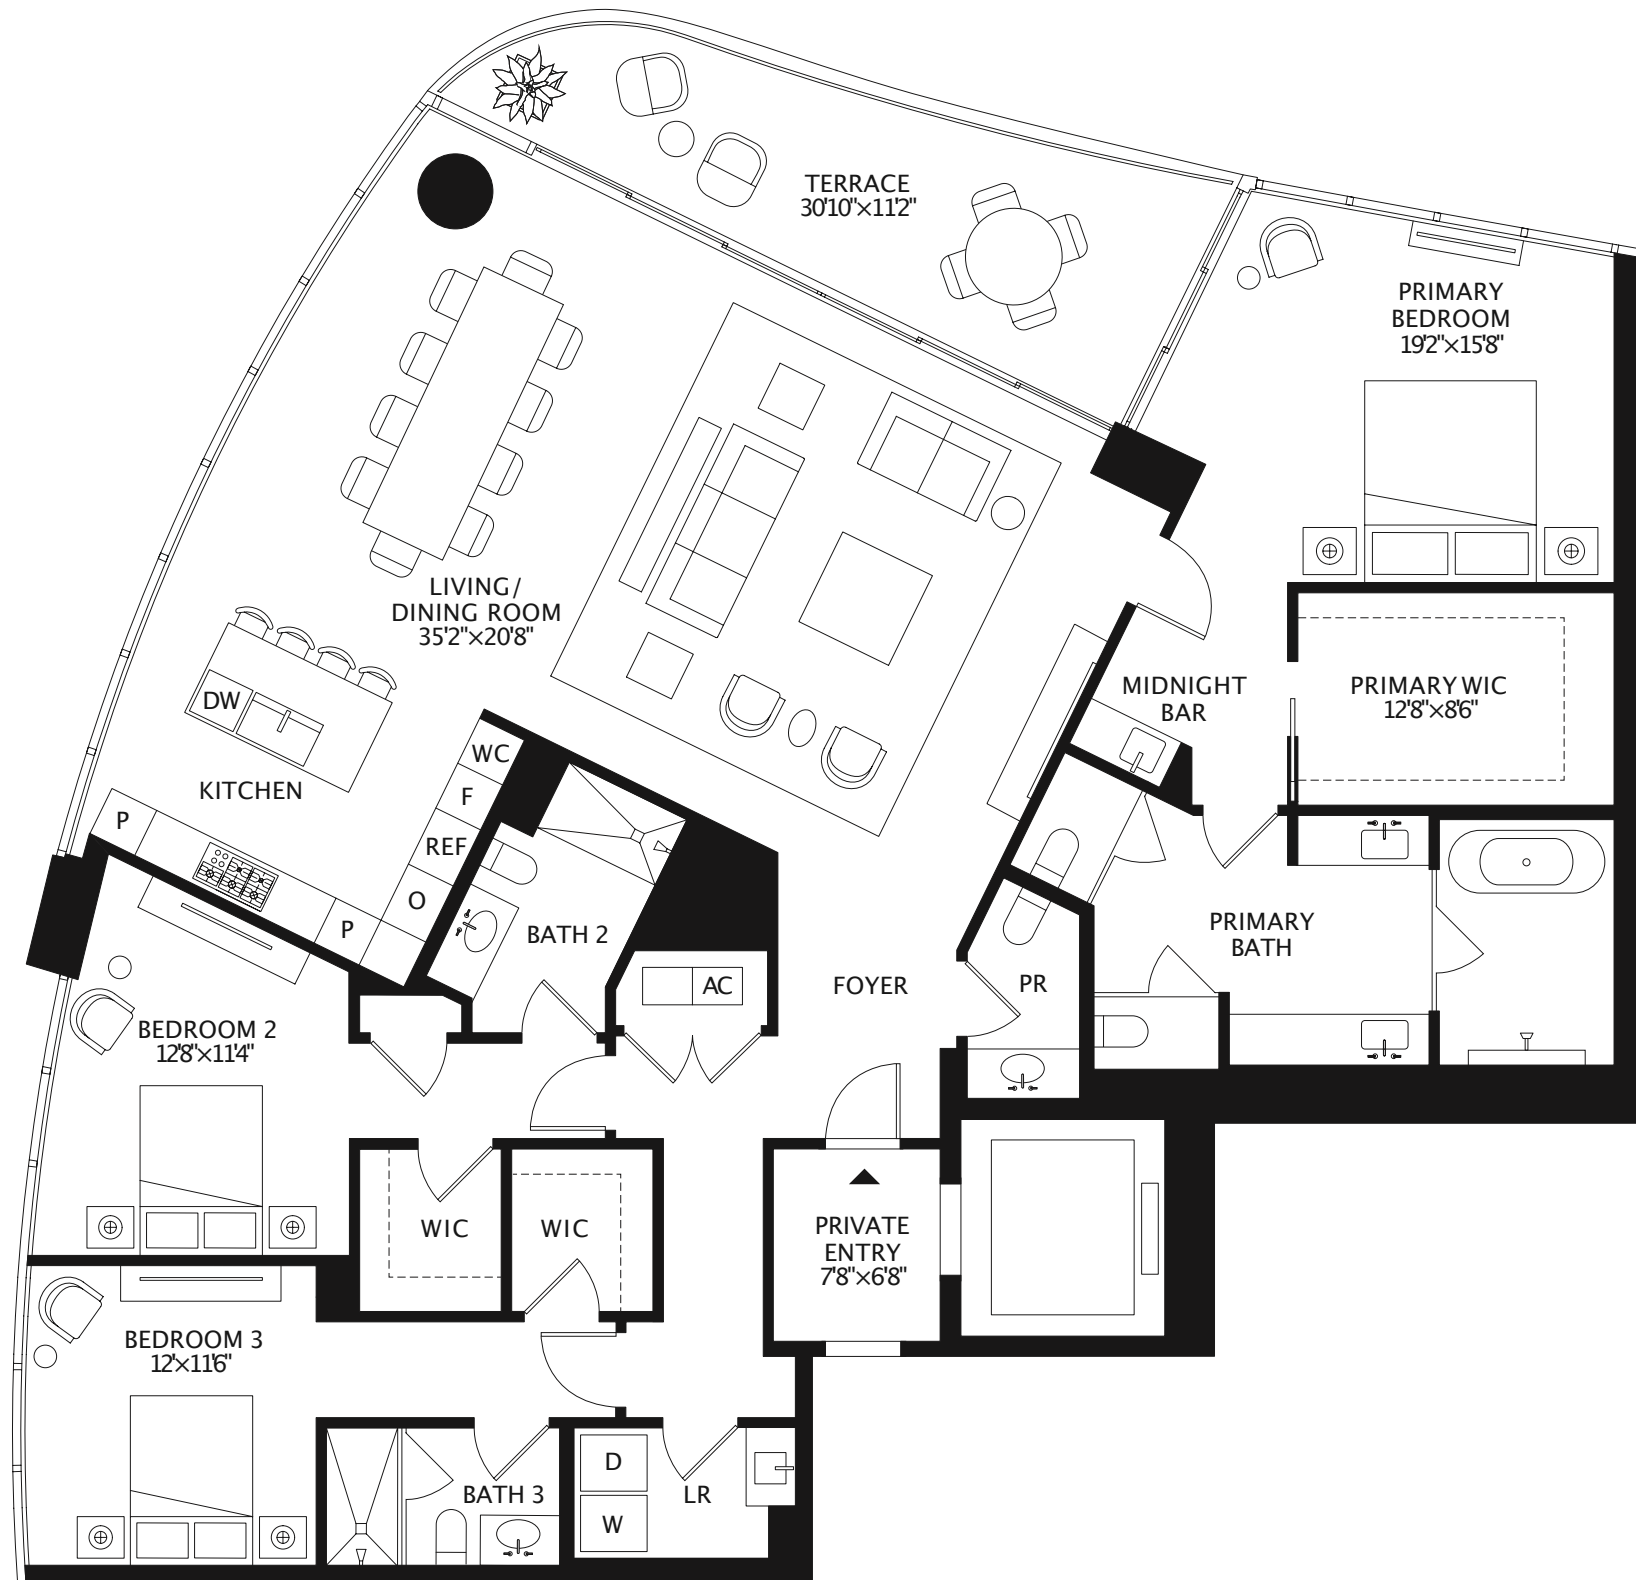 TERRACE
30'10"×11'2"
PRIMARY
BEDROOM
19'2"×15'8"
LIVING/
DINING ROOM
35'2"×20'8"
DW
KITCHEN
MIDNIGHT
BAR
PRIMARY WIC
12'8"×8'6"
WC
F
REF
O
P
P
BATH 2
AC
FOYER
PR
PRIMARY
BATH
BEDROOM 2
12'8"×11'4"
WIC
WIC
PRIVATE
ENTRY
7'8"×6'8"
BEDROOM 3
12'×11'6"
BATH 3
D
W
LR